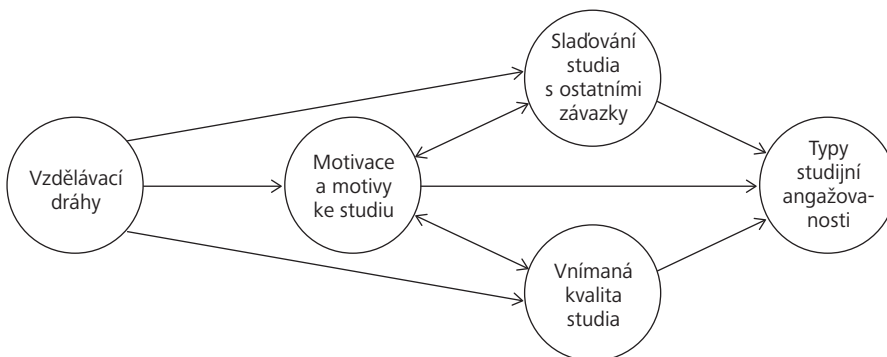 Vzdělávací
dráhy
Motivace
a motivy
ke studiu
Slaďování
studia
s ostatními
závazky
Vnímaná
kvalita
studia
Typy
studijní
angažova-
nosti